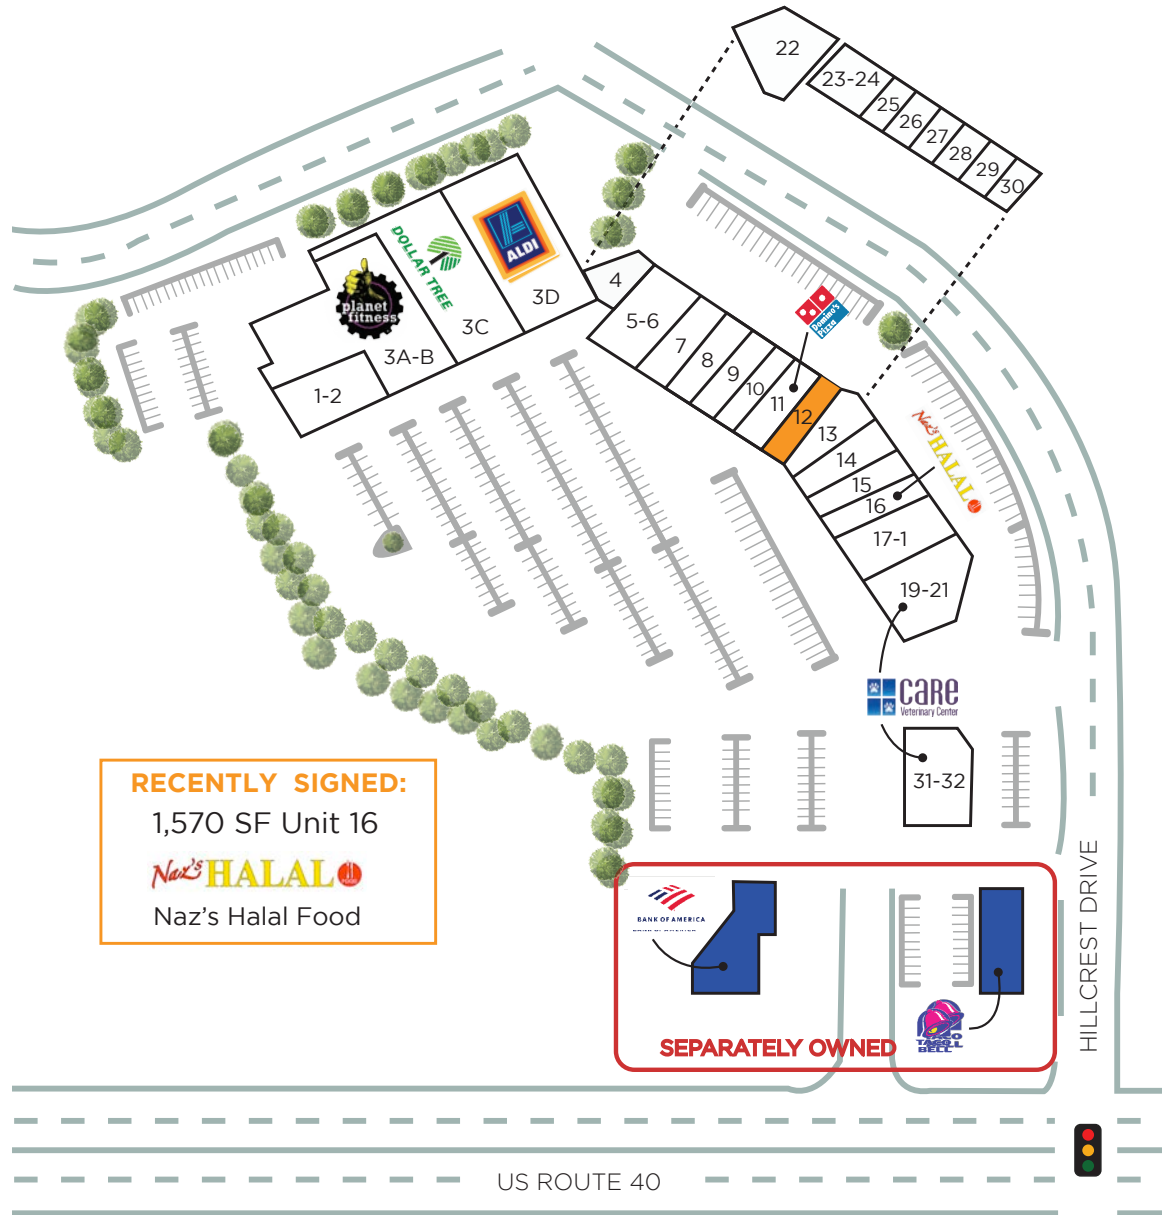 22
23-24
25
26
27
28
29
30
DOLLAR TREE
ALDI
planet
fitness
3D
3C
3A-B
1-2
4
5-6
7
8
9
10
11
12
Domino's
Pizza
13
14
15
16
17-1
19-21
Naz's
HALAL
CARE
Veterinary Center
31-32
RECENTLY SIGNED:
1,570 SF Unit 16
Naz's HALAL
FOOD
Naz's Halal Food
BANK OF AMERICA
TACO
BELL
SEPARATELY OWNED
HILLCREST DRIVE
US ROUTE 40